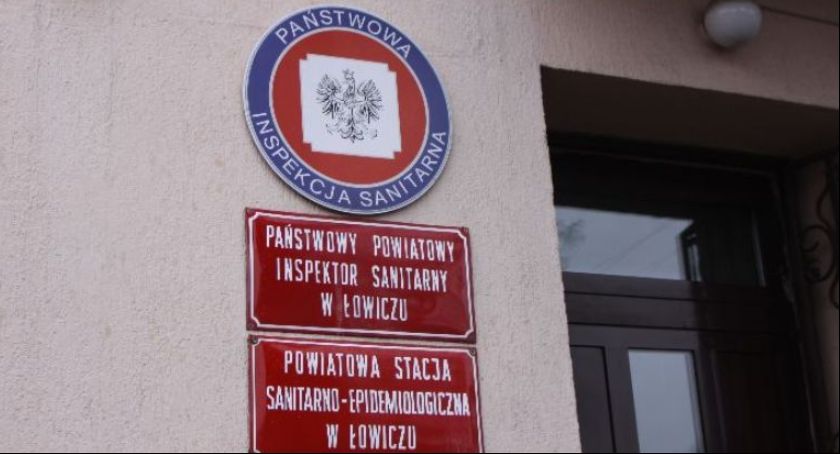 PAŃSTWOWA
INSPEKCJA SANITARNA
PAŃSTWOWY POWIATOWY
INSPEKTOR SANITARNY
W ŁOWICZU
POWIATOWA STACJA
SANITARNO-EPIDEMIOLOGICZNA
W ŁOWICZU